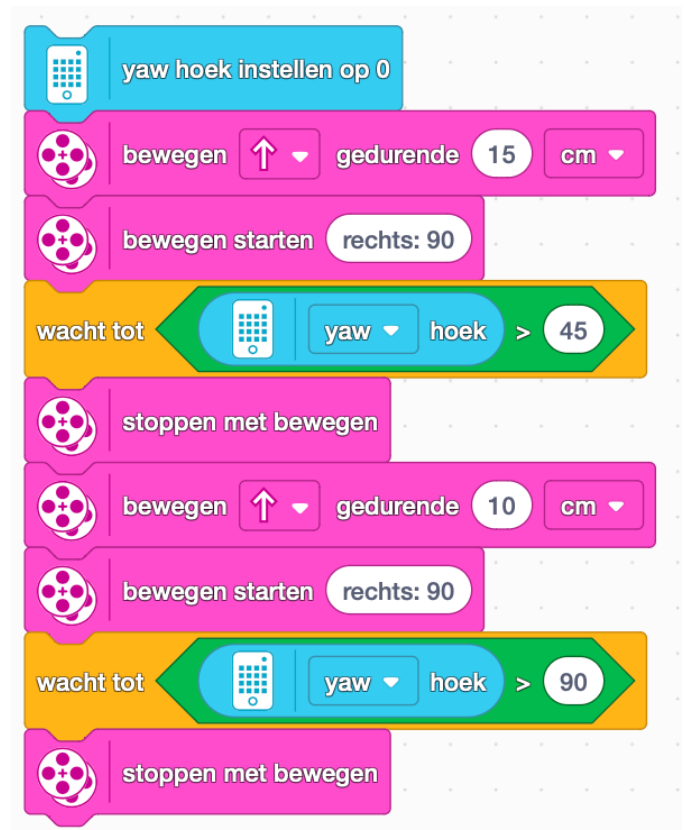 yaw hoek instellen op 0
bewegen gedurende 15 cm
bewegen starten rechts: 90
wacht tot yaw hoek > 45
stoppen met bewegen
bewegen gedurende 10 cm
bewegen starten rechts: 90
wacht tot yaw hoek > 90
stoppen met bewegen